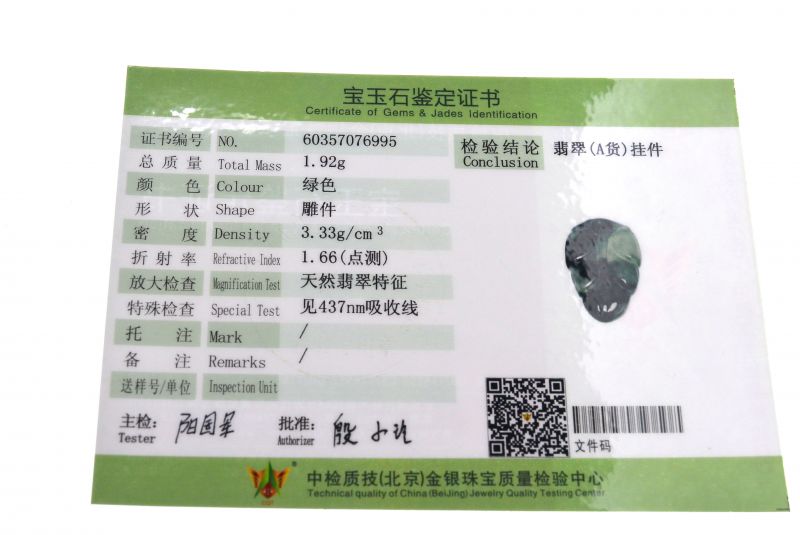 宝玉石鉴定证书
Certificate of Gems & Jades Identification
证书编号 NO. 60357076995
总质量 Total Mass 1.92g
颜色 Colour 绿色
形状 Shape 雕件
密度 Density 3.33g/cm³
折射率 Refractive Index 1.66(点测)
放大检查 Magnification Test 天然翡翠特征
特殊检查 Special Test 见437nm吸收线
托注 Mark /
备注 Remarks /
送样号/单位 Inspection Unit
检验结论 翡翠(A货)挂件
Conclusion
主检: 阳国军 批准: 殷小玲
Tester Authorizer
文件码
中检质技(北京)金银珠宝质量检验中心
Technical quality of China (BeiJing) Jewelry Quality Testing Center